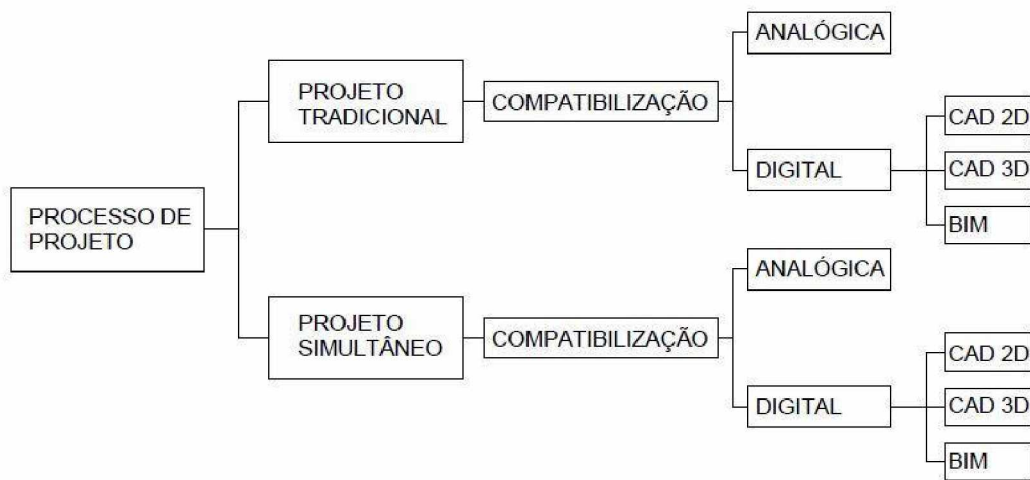 PROCESSO DE
PROJETO
PROJETO
TRADICIONAL
COMPATIBILIZAÇÃO
ANALÓGICA
DIGITAL
CAD 2D
CAD 3D
BIM
PROJETO
SIMULTÂNEO
COMPATIBILIZAÇÃO
ANALÓGICA
DIGITAL
CAD 2D
CAD 3D
BIM